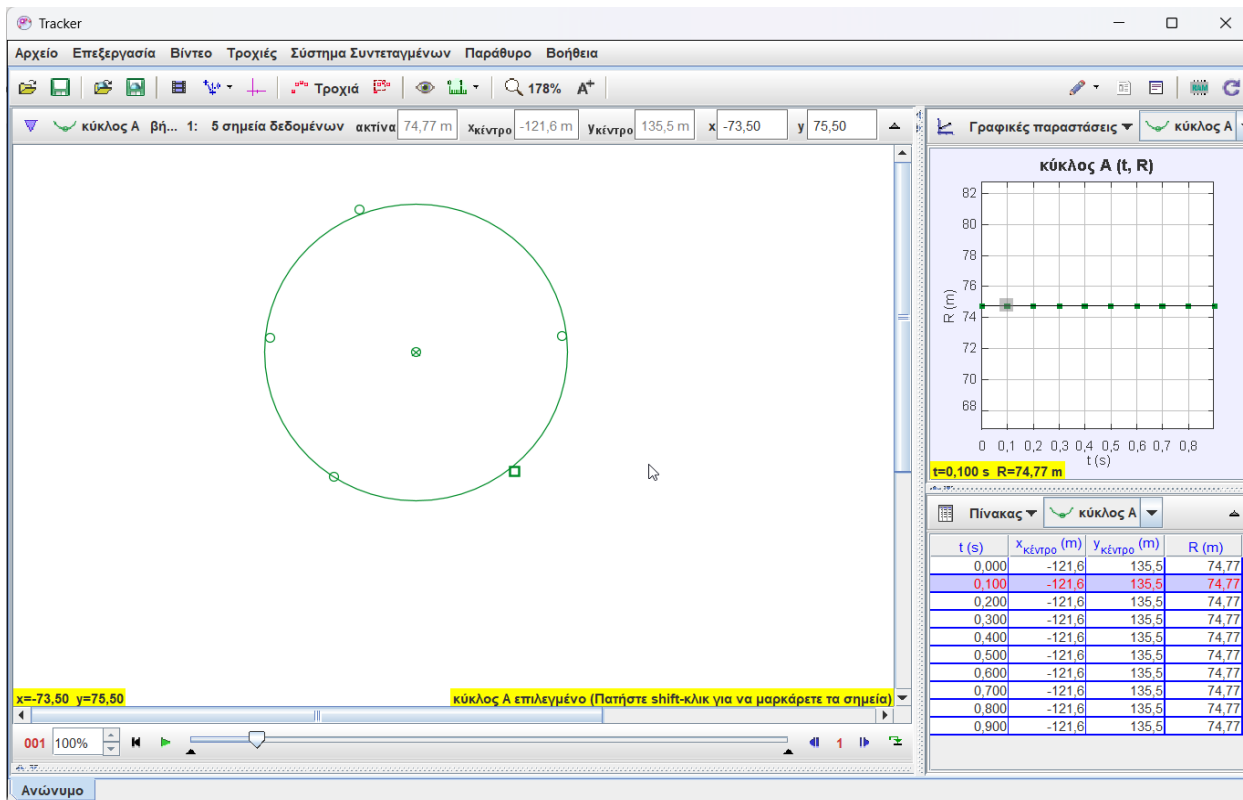 Tracker
Αρχείο Επεξεργασία Βίντεο Τροχιές Σύστημα Συντεταγμένων Παράθυρο Βοήθεια
Τροχιά 178% A+
κύκλος A βή... 1: 5 σημεία δεδομένων ακτίνα 74,77 m xκέντρο -121,6 m yκέντρο 135,5 m x -73,50 y 75,50
Γραφικές παραστάσεις κύκλος A
κύκλος A (t, R)
82
80
78
76
74
72
70
68
R (m)
0 0,1 0,2 0,3 0,4 0,5 0,6 0,7 0,8
t (s)
t=0,100 s R=74,77 m
Πίνακας κύκλος A
t (s) xκέντρο (m) yκέντρο (m) R (m)
0,000 -121,6 135,5 74,77
0,100 -121,6 135,5 74,77
0,200 -121,6 135,5 74,77
0,300 -121,6 135,5 74,77
0,400 -121,6 135,5 74,77
0,500 -121,6 135,5 74,77
0,600 -121,6 135,5 74,77
0,700 -121,6 135,5 74,77
0,800 -121,6 135,5 74,77
0,900 -121,6 135,5 74,77
x=-73,50 y=75,50 κύκλος A επιλεγμένο (Πατήστε shift-κλικ για να μαρκάρετε τα σημεία)
001 100% 1
Ανώνυμο